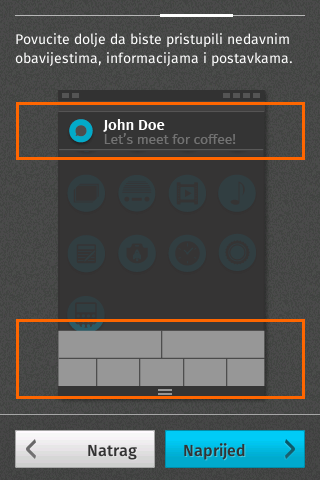 Povucite dolje da biste pristupili nedavnim
obavijestima, informacijama i postavkama.
John Doe
Let's meet for coffee!
Natrag
Naprijed